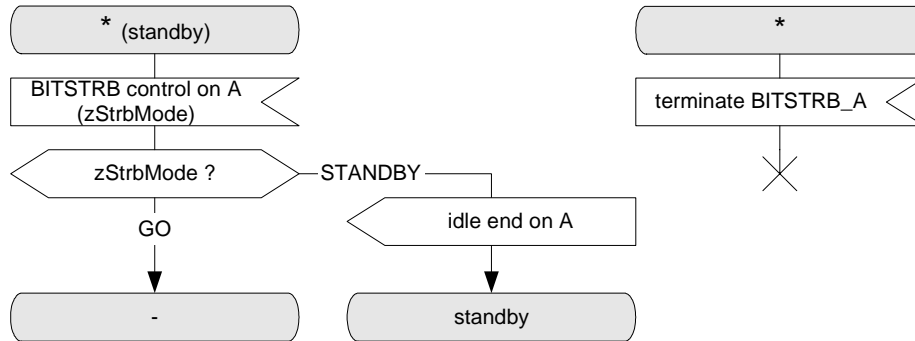 * (standby)
*
BITSTRB control on A
(zStrbMode)
terminate BITSTRB_A
zStrbMode ?
STANDBY
GO
idle end on A
-
standby